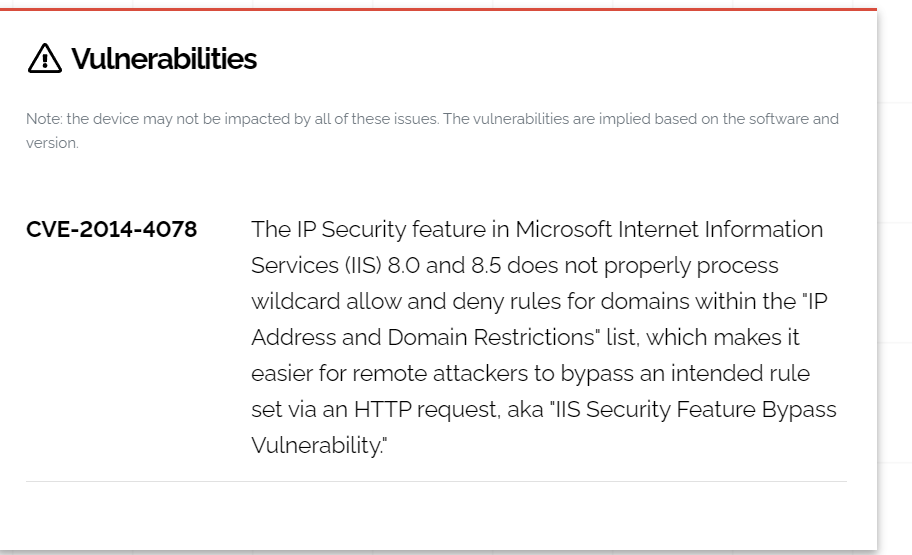 Vulnerabilities
Note: the device may not be impacted by all of these issues. The vulnerabilities are implied based on the software and
version.
CVE-2014-4078
The IP Security feature in Microsoft Internet Information
Services (IIS) 8.0 and 8.5 does not properly process
wildcard allow and deny rules for domains within the "IP
Address and Domain Restrictions" list, which makes it
easier for remote attackers to bypass an intended rule
set via an HTTP request, aka "IIS Security Feature Bypass
Vulnerability."